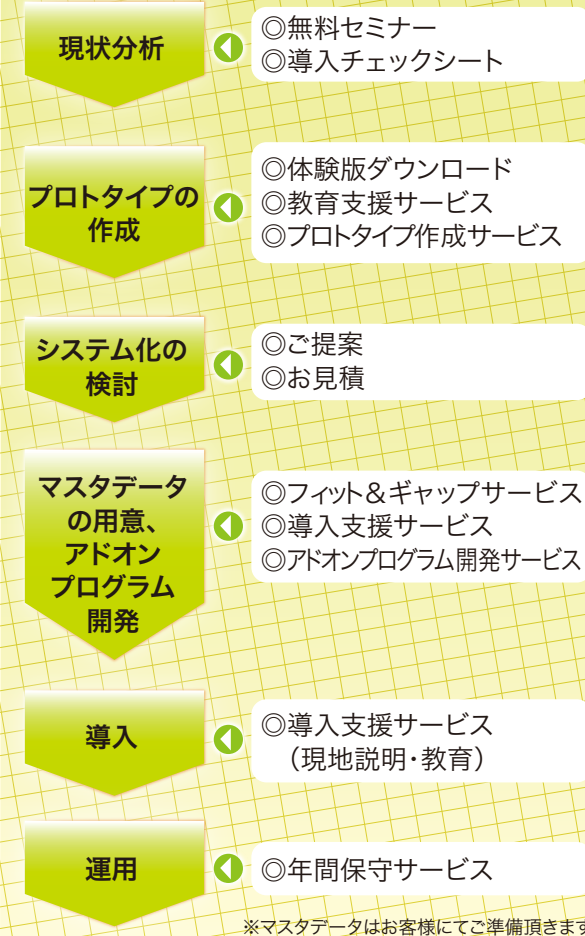 現状分析
◎無料セミナー
◎導入チェックシート
プロトタイプの
作成
◎体験版ダウンロード
◎教育支援サービス
◎プロトタイプ作成サービス
システム化の
検討
◎ご提案
◎お見積
マスタデータ
の用意、
アドオン
プログラム
開発
◎フィット＆ギャップサービス
◎導入支援サービス
◎アドオンプログラム開発サービス
導入
◎導入支援サービス
（現地説明・教育）
運用
◎年間保守サービス
※マスタデータはお客様にてご準備頂きます